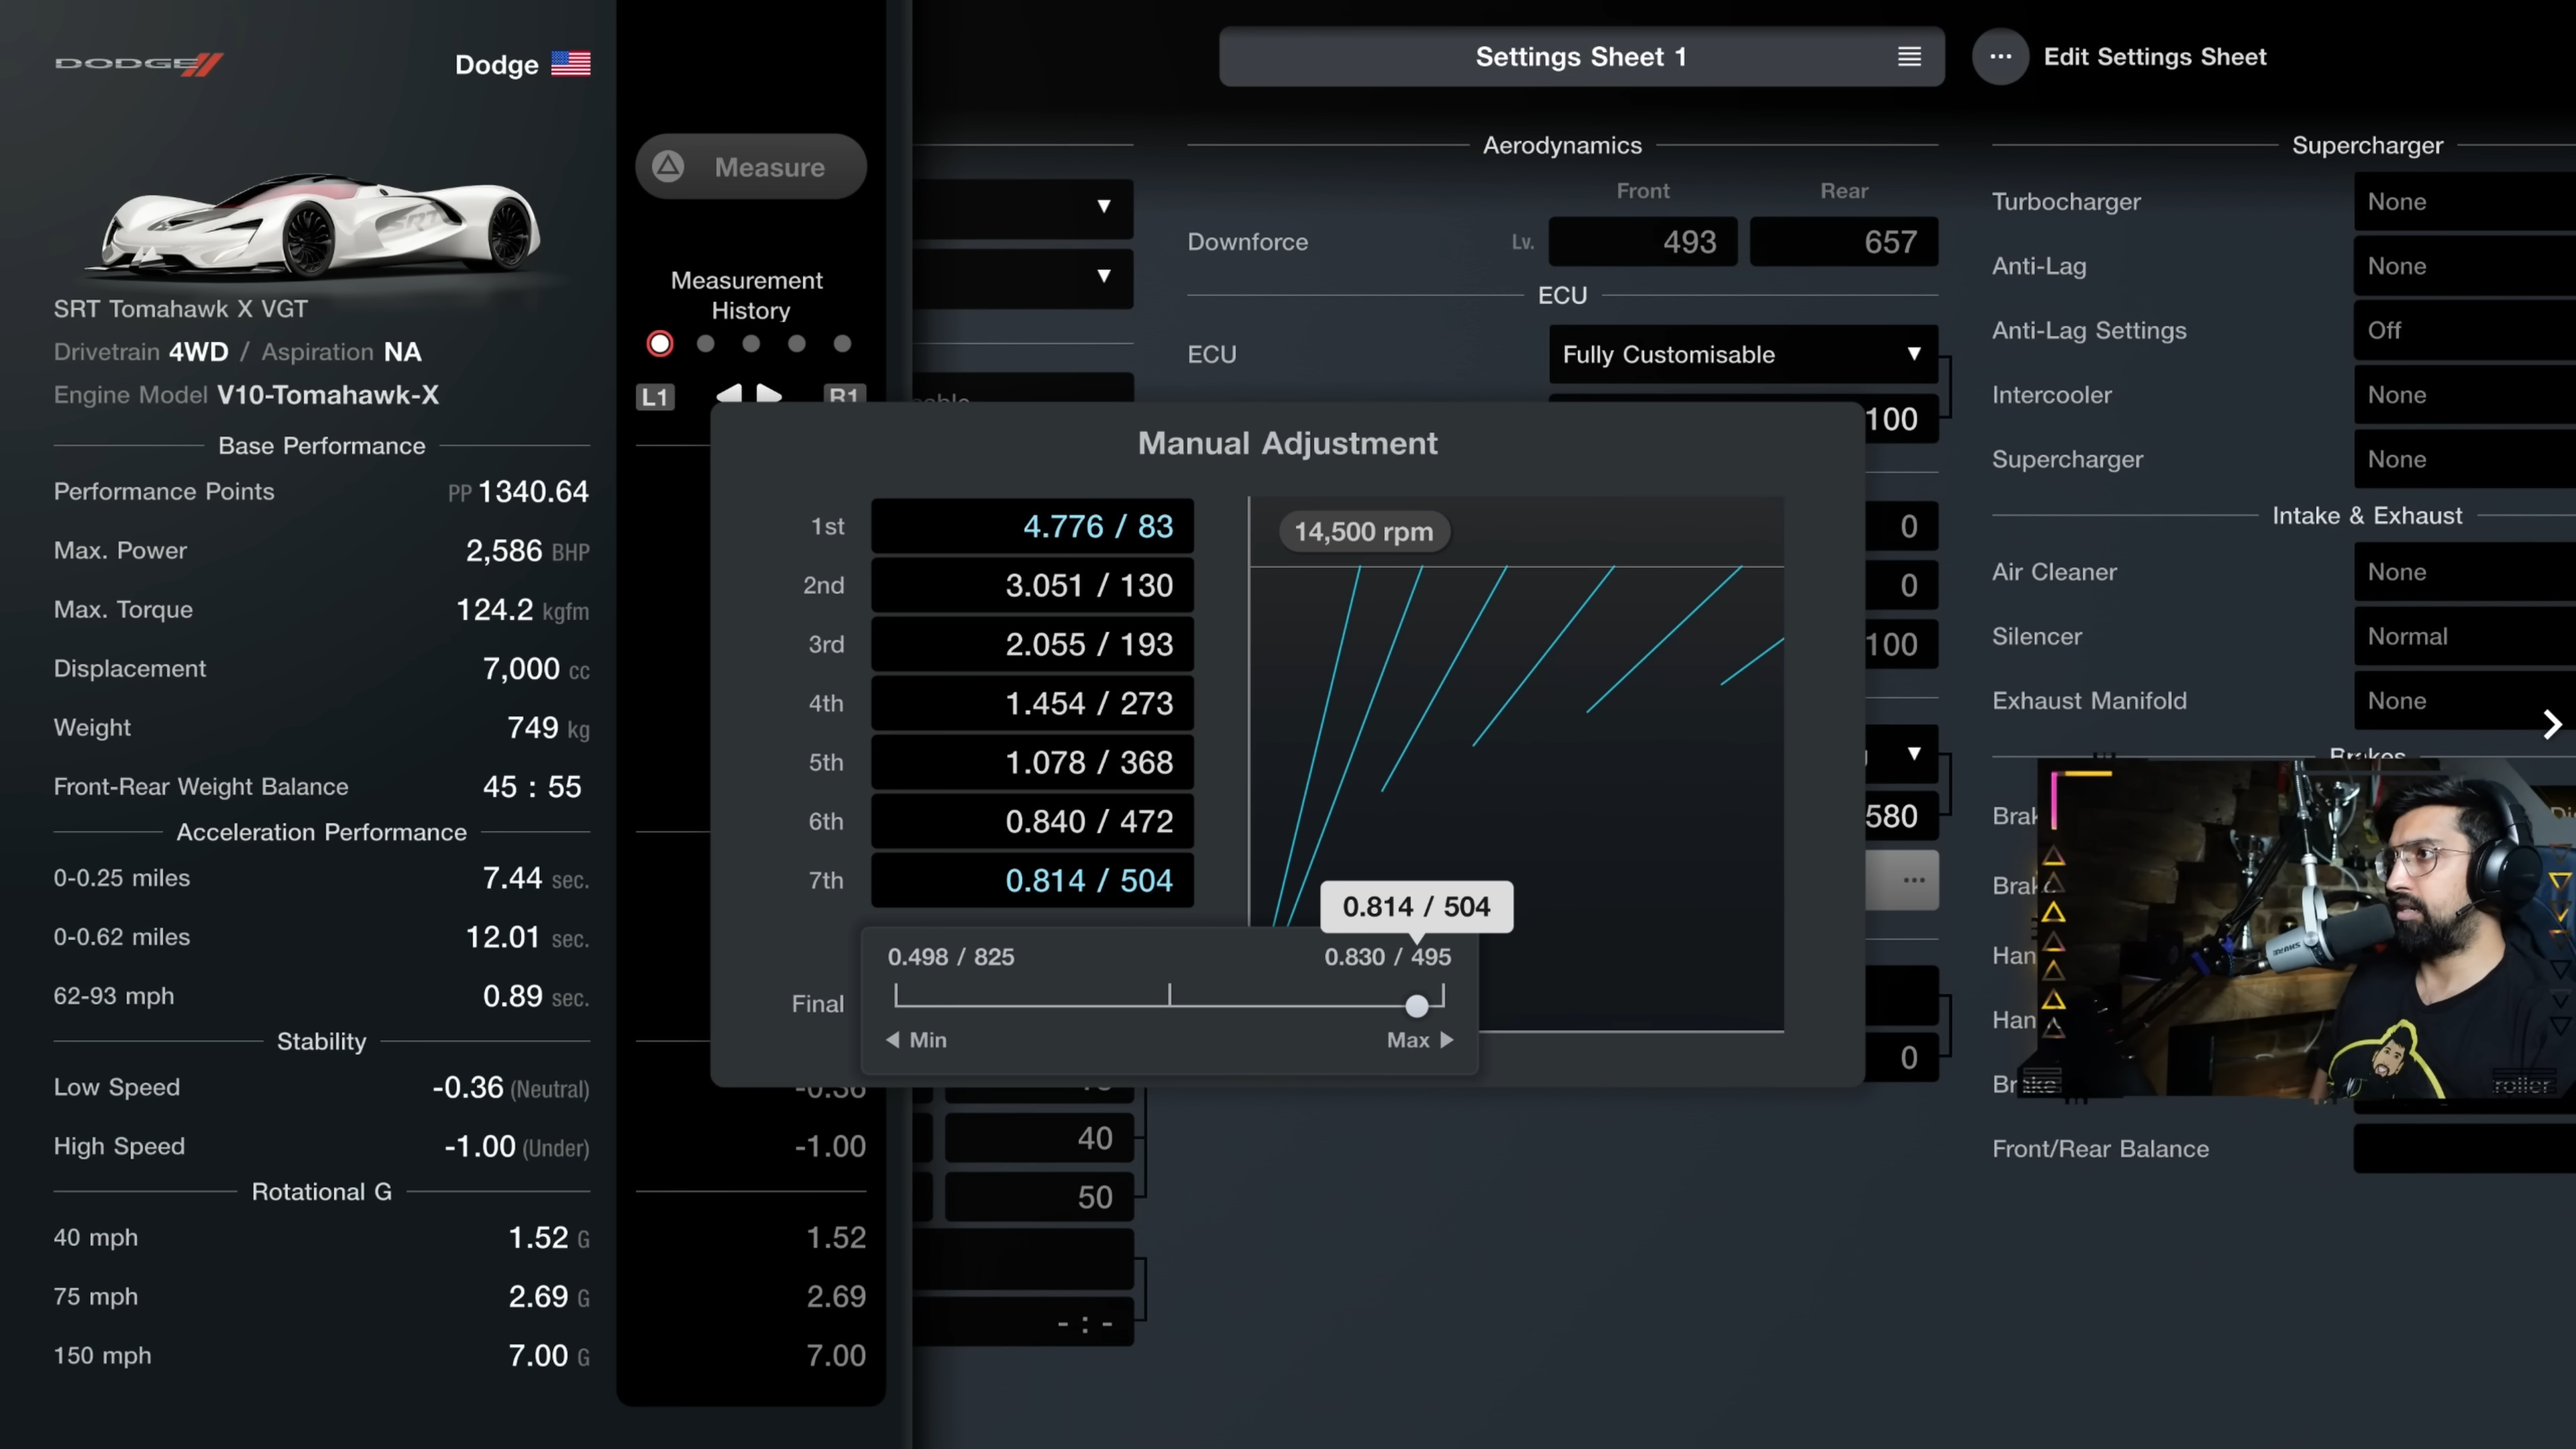 DODGE
Dodge
SRT
SRT Tomahawk X VGT
Drivetrain 4WD / Aspiration NA
Engine Model V10-Tomahawk-X
Base Performance
Performance Points PP 1340.64
Max. Power 2,586 BHP
Max. Torque 124.2 kgfm
Displacement 7,000 cc
Weight 749 kg
Front-Rear Weight Balance 45 : 55
Acceleration Performance
0-0.25 miles 7.44 sec.
0-0.62 miles 12.01 sec.
62-93 mph 0.89 sec.
Stability
Low Speed -0.36 (Neutral)
High Speed -1.00 (Under)
Rotational G
40 mph 1.52 G
75 mph 2.69 G
150 mph 7.00 G
Measure
Measurement
History
L1 R1
-0.36
-1.00
1.52
2.69
7.00
Settings Sheet 1
Edit Settings Sheet
Aerodynamics
Front Rear
Downforce Lv. 493 657
ECU
ECU Fully Customisable
100
0
0
100
580
0
40
50
- : -
Manual Adjustment
1st 4.776 / 83
2nd 3.051 / 130
3rd 2.055 / 193
4th 1.454 / 273
5th 1.078 / 368
6th 0.840 / 472
7th 0.814 / 504
Final
14,500 rpm
0.814 / 504
0.498 / 825 0.830 / 495
Min Max
Supercharger
Turbocharger None
Anti-Lag None
Anti-Lag Settings Off
Intercooler None
Supercharger None
Intake & Exhaust
Air Cleaner None
Silencer Normal
Exhaust Manifold None
Brakes
Brak
Brak
Han
Han
Brake roller
Front/Rear Balance